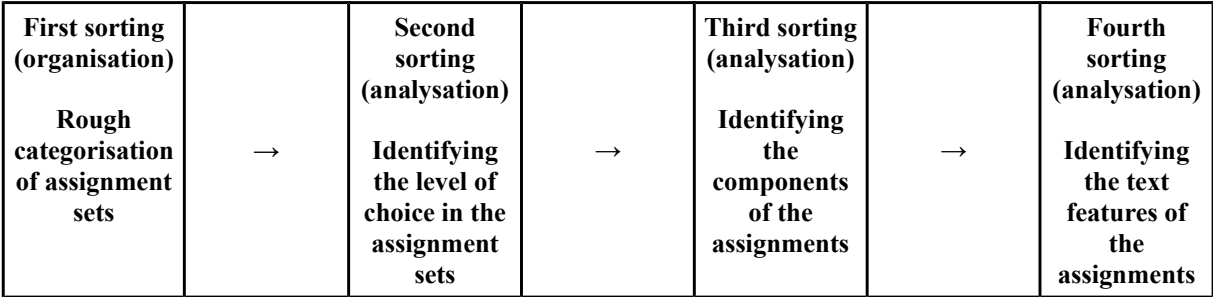 First sorting
(organisation)
Rough
categorisation
of assignment
sets
→
Second
sorting
(analysation)
Identifying
the level of
choice in the
assignment
sets
→
Third sorting
(analysation)
Identifying
the
components
of the
assignments
→
Fourth
sorting
(analysation)
Identifying
the text
features of
the
assignments